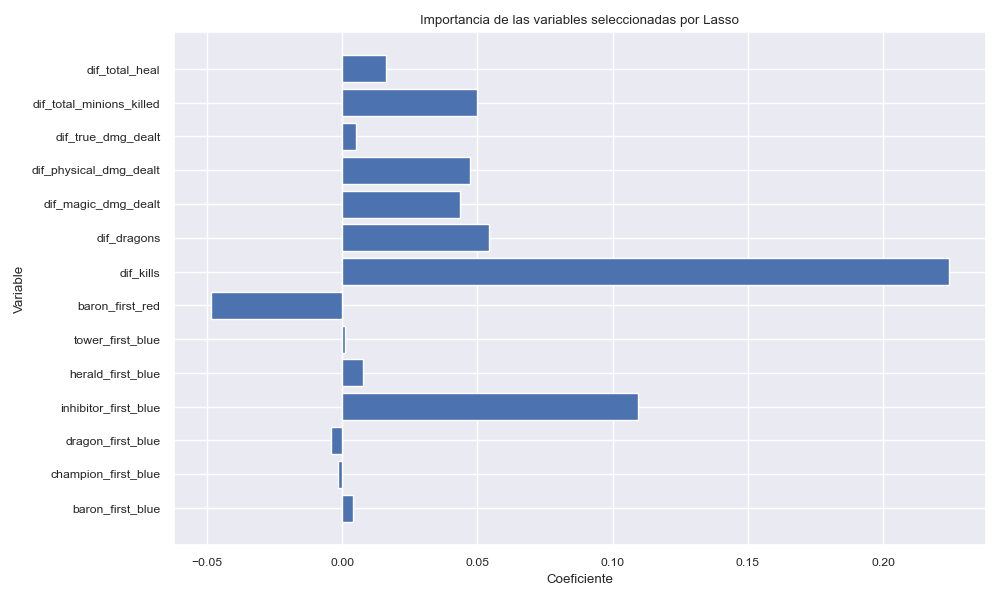 Importancia de las variables seleccionadas por Lasso
dif_total_heal
dif_total_minions_killed
dif_true_dmg_dealt
dif_physical_dmg_dealt
dif_magic_dmg_dealt
dif_dragons
dif_kills
baron_first_red
tower_first_blue
herald_first_blue
inhibitor_first_blue
dragon_first_blue
champion_first_blue
baron_first_blue
Variable
−0.05 0.00 0.05 0.10 0.15 0.20
Coeficiente